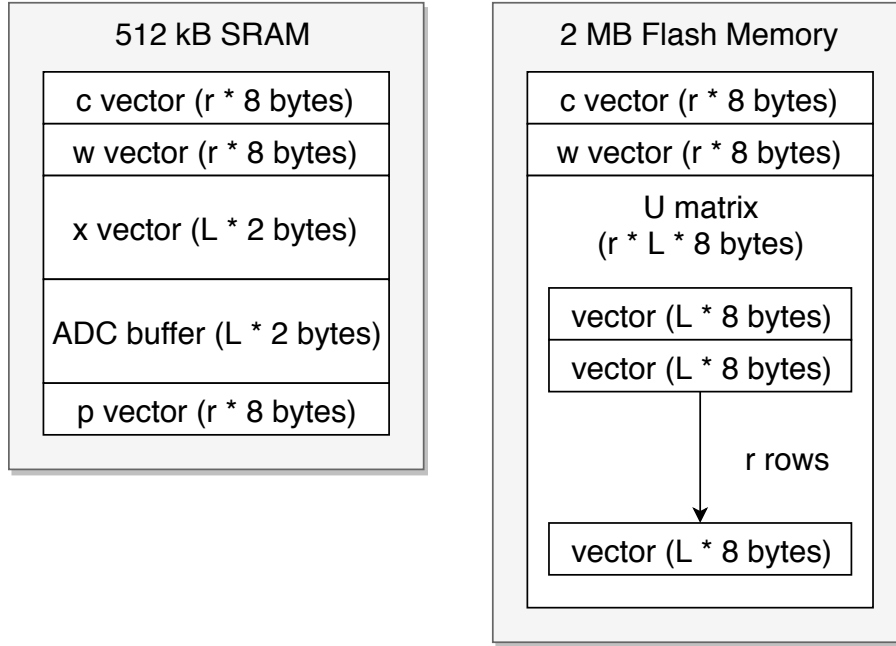 512 kB SRAM
c vector (r * 8 bytes)
w vector (r * 8 bytes)
x vector (L * 2 bytes)
ADC buffer (L * 2 bytes)
p vector (r * 8 bytes)
2 MB Flash Memory
c vector (r * 8 bytes)
w vector (r * 8 bytes)
U matrix
(r * L * 8 bytes)
vector (L * 8 bytes)
vector (L * 8 bytes)
r rows
vector (L * 8 bytes)